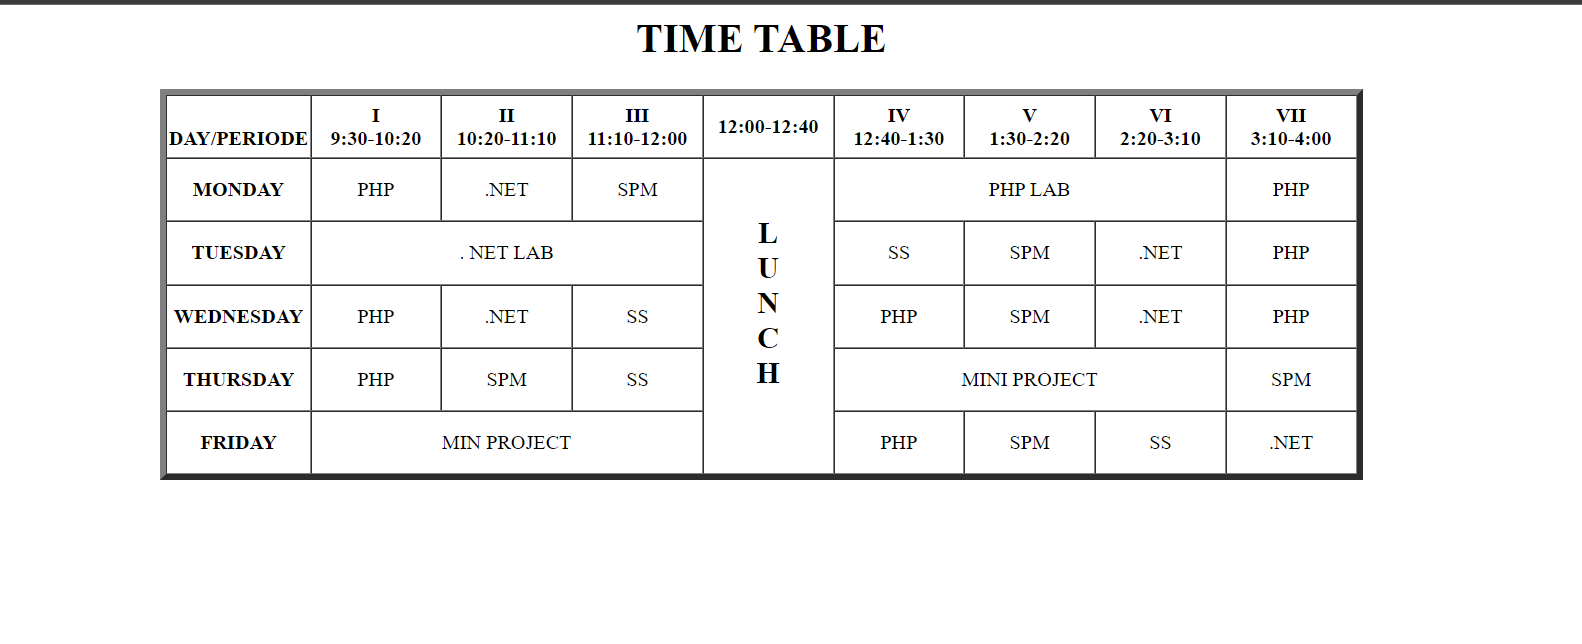 TIME TABLE
I II III IV V VI VII
DAY/PERIODE 9:30-10:20 10:20-11:10 11:10-12:00 12:00-12:40 12:40-1:30 1:30-2:20 2:20-3:10 3:10-4:00
MONDAY PHP .NET SPM PHP LAB PHP
TUESDAY . NET LAB SS SPM .NET PHP
WEDNESDAY PHP .NET SS PHP SPM .NET PHP
THURSDAY PHP SPM SS MINI PROJECT SPM
FRIDAY MIN PROJECT PHP SPM SS .NET
L
U
N
C
H